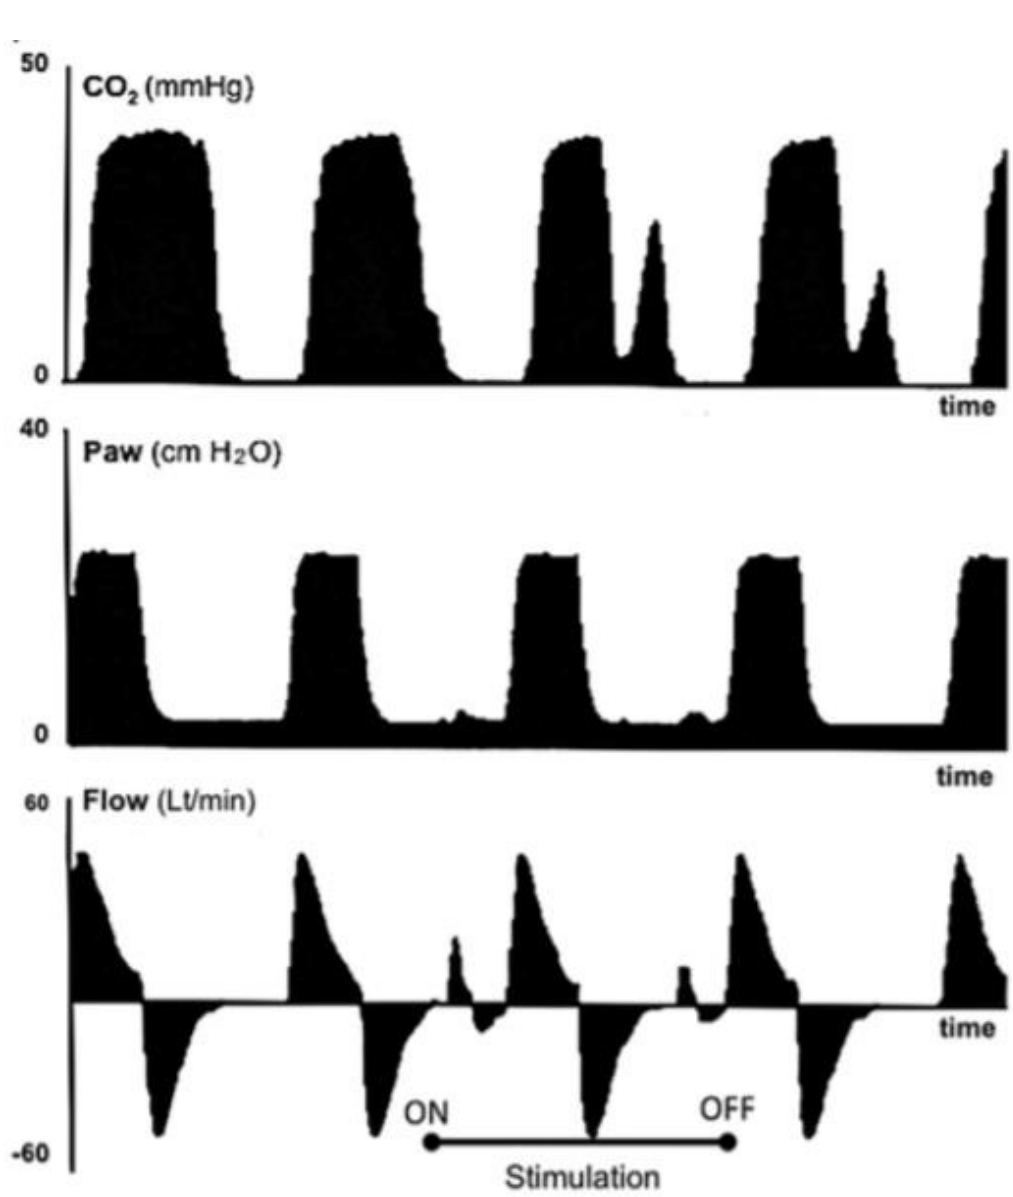 50
CO₂ (mmHg)
0
time
40
Paw (cm H₂O)
0
time
60
Flow (Lt/min)
time
ON
OFF
-60
Stimulation